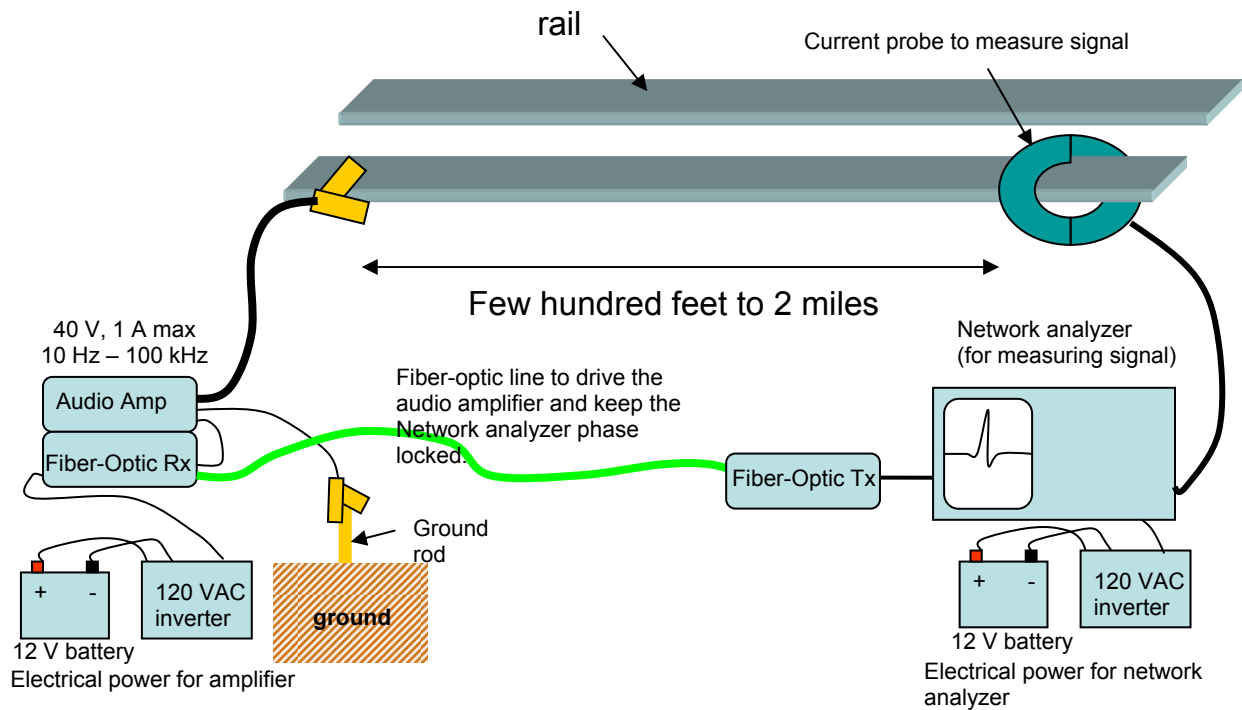 rail
Current probe to measure signal
Few hundred feet to 2 miles
40 V, 1 A max
10 Hz – 100 kHz
Audio Amp
Fiber-Optic Rx
Fiber-optic line to drive the
audio amplifier and keep the
Network analyzer phase
locked.
Network analyzer
(for measuring signal)
Fiber-Optic Tx
Ground
rod
ground
+ -
120 VAC
inverter
12 V battery
Electrical power for amplifier
+ -
120 VAC
inverter
12 V battery
Electrical power for network
analyzer